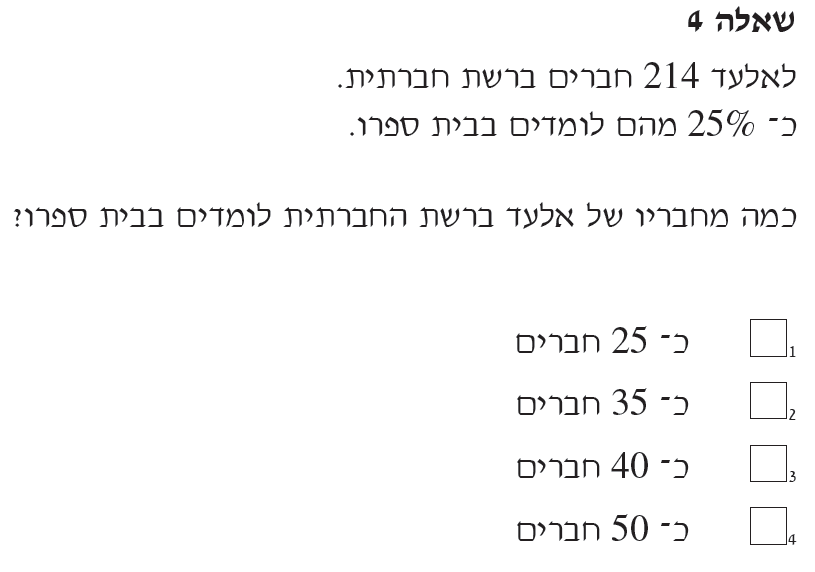 שאלה 4
לאלעד 214 חברים ברשת חברתית.
כ־ 25% מהם לומדים בבית ספרו.
כמה מחבריו של אלעד ברשת החברתית לומדים בבית ספרו?
1 כ־ 25 חברים
2 כ־ 35 חברים
3 כ־ 40 חברים
4 כ־ 50 חברים